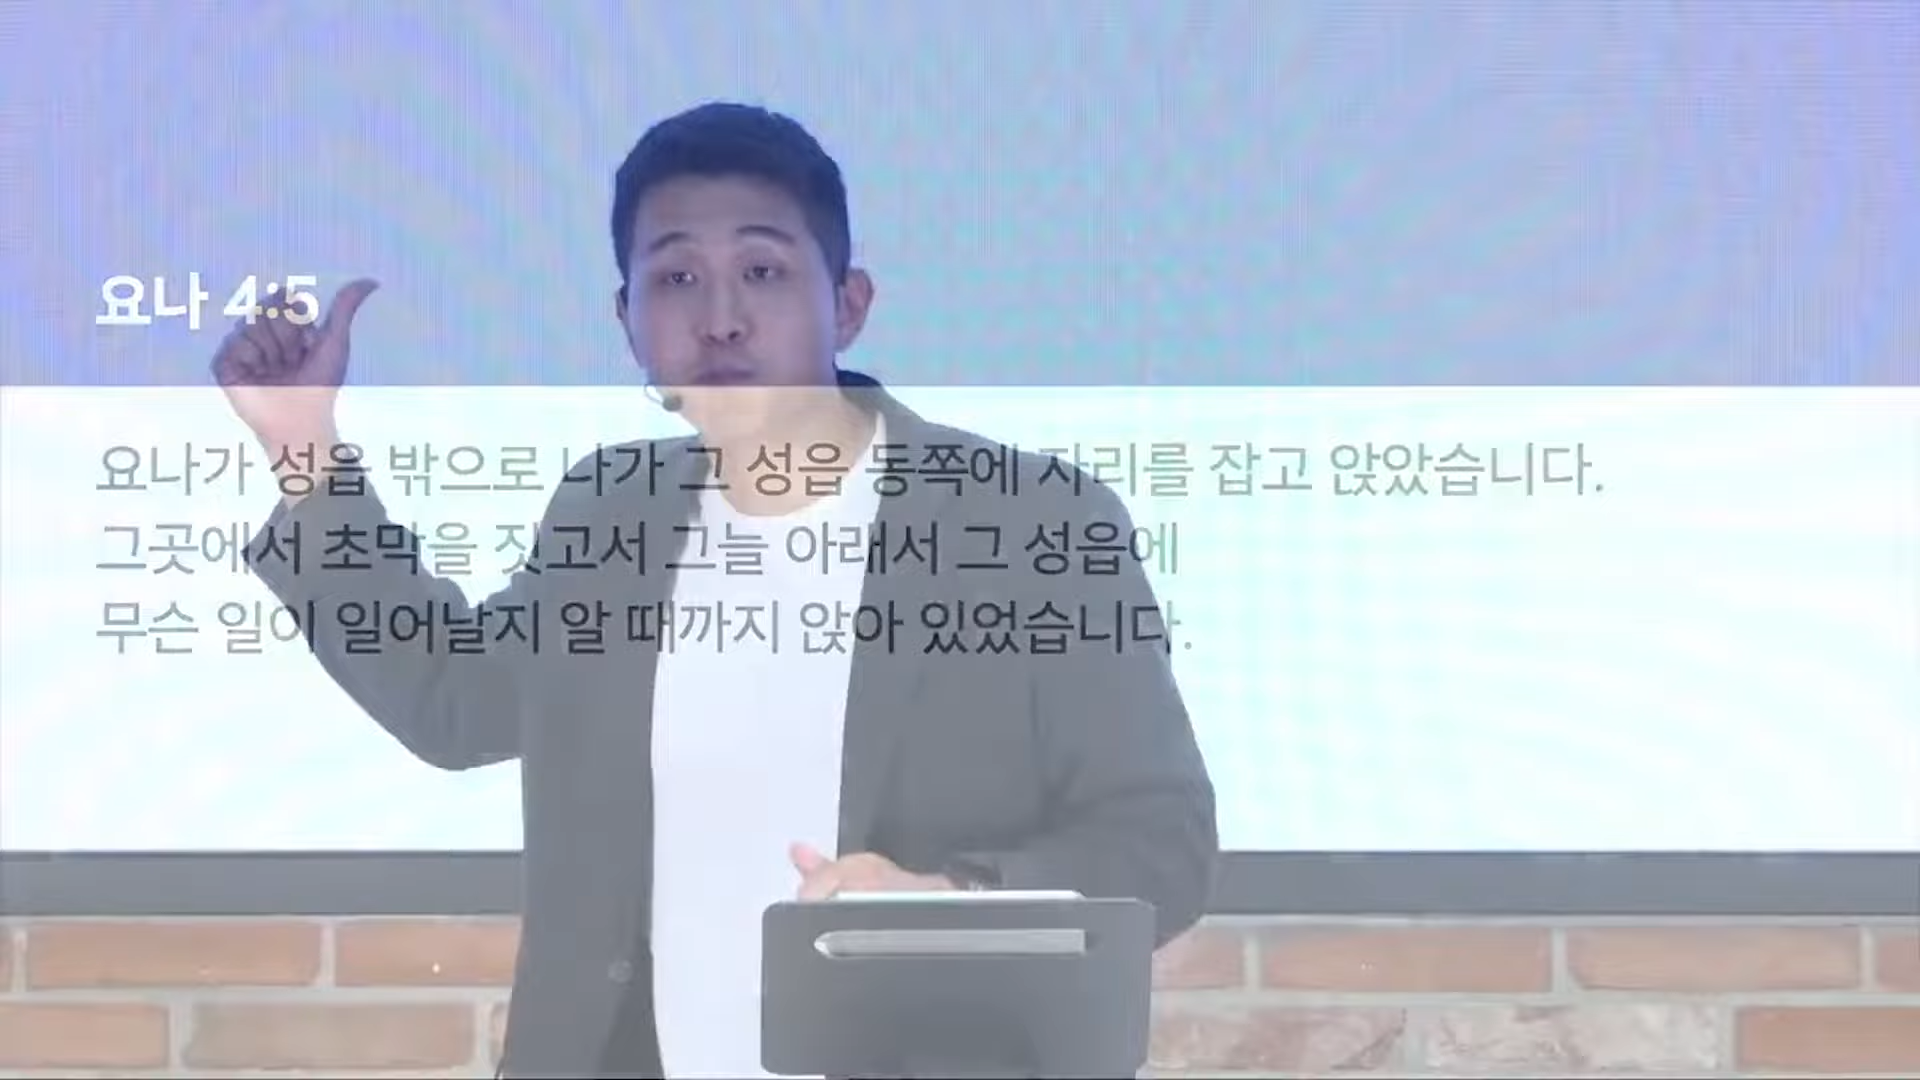 요나 4:5
요나가 성읍 밖으로 나가 그 성읍 동쪽에 자리를 잡고 앉았습니다.
그곳에서 초막을 짓고서 그늘 아래서 그 성읍에
무슨 일이 일어날지 알 때까지 앉아 있었습니다.